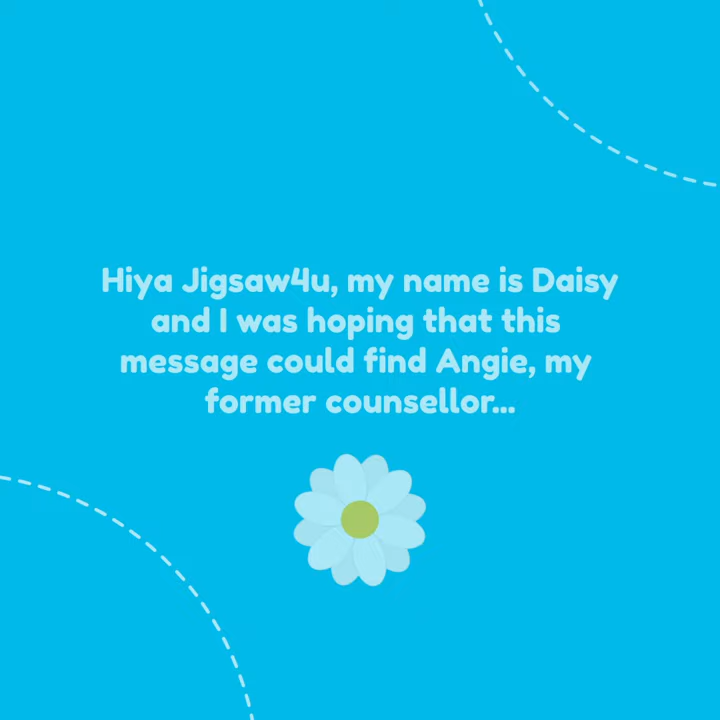 Hiya Jigsaw4u, my name is Daisy
and I was hoping that this
message could find Angie, my
former counsellor...